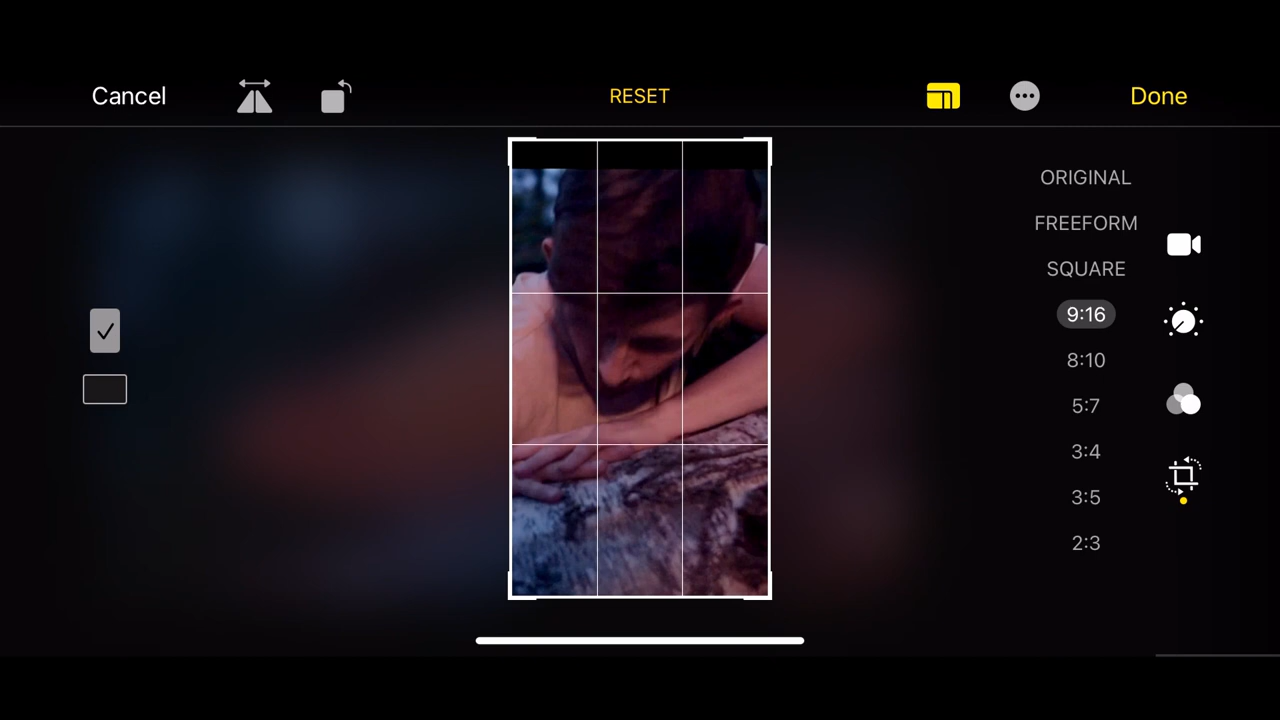 Cancel
RESET
Done
ORIGINAL
FREEFORM
SQUARE
9:16
8:10
5:7
3:4
3:5
2:3